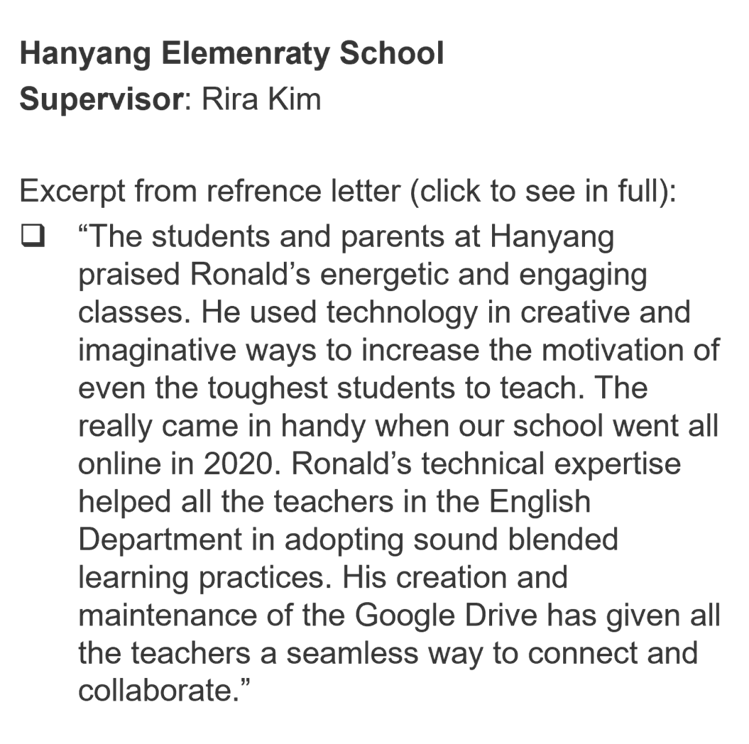 Hanyang Elemenraty School
Supervisor: Rira Kim
Excerpt from refrence letter (click to see in full):
❑ “The students and parents at Hanyang
praised Ronald’s energetic and engaging
classes. He used technology in creative and
imaginative ways to increase the motivation of
even the toughest students to teach. The
really came in handy when our school went all
online in 2020. Ronald’s technical expertise
helped all the teachers in the English
Department in adopting sound blended
learning practices. His creation and
maintenance of the Google Drive has given all
the teachers a seamless way to connect and
collaborate.”